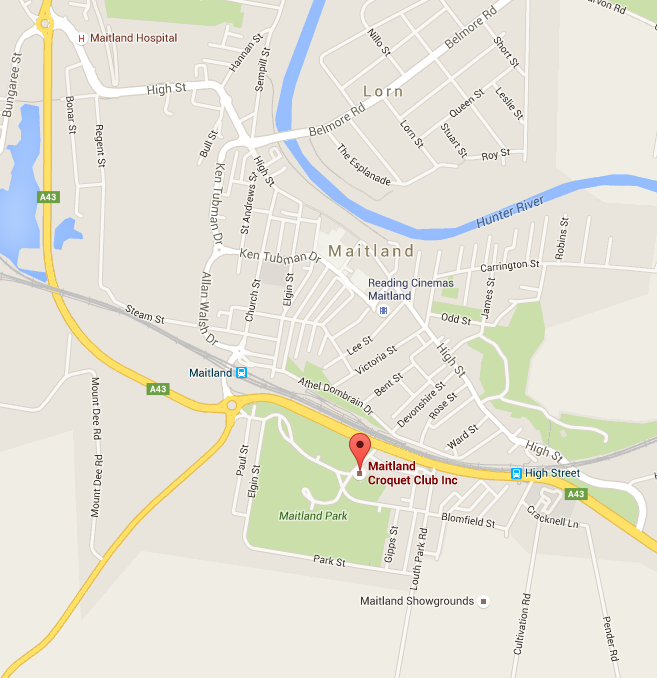 Nillo St
Belmore Rd
Short St
arvon Rd
Maitland Hospital
Hannan St
Sempill St
Bungaree St
High St
Bonar St
Regent St
Lorn
Queen St
Leslie St
Belmore Rd
Lorn St
Stuart St
Roy St
Bull St
High St
The Esplanade
Ken Tubman Dr
St Andrews St
A43
Hunter River
Robins St
Ken Tubman Dr
Maitland
Carrington St
Allan Walsh Dr
Church St
Elgin St
Reading Cinemas
Maitland
James St
Steam St
Odd St
Lee St
Victoria St
High St
Maitland
Bent St
A43
Athel Dombrain Dr
Devonshire St
Rose St
Mount Dee Rd
Ward St
High St
Paul St
Elgin St
Maitland
Croquet Club Inc
High Street
Mount Dee Rd
A43
Maitland Park
Blomfield St
Cracknell Ln
Gipps St
Louth Park Rd
Park St
Maitland Showgrounds
Cultivation Rd
Pender Rd